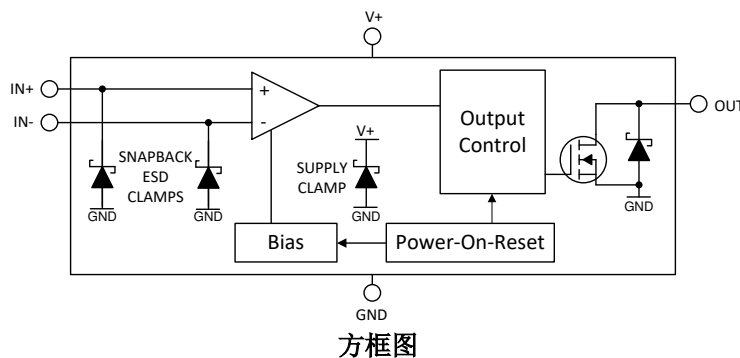 V+
IN+
IN-
+
-
Output
Control
OUT
V+
SNAPBACK
ESD
CLAMPS
SUPPLY
CLAMP
GND
GND
GND
GND
Bias
Power-On-Reset
GND
方框图